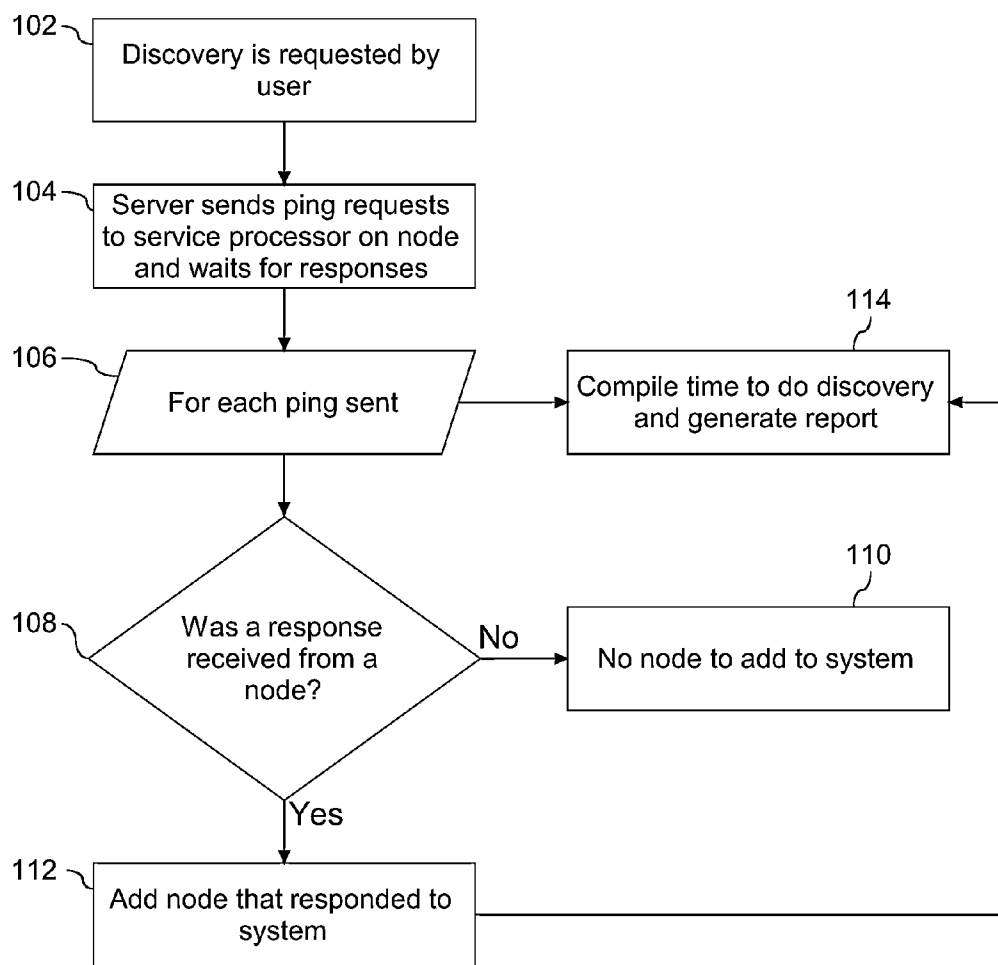 102
Discovery is requested by
user
104
Server sends ping requests
to service processor on node
and waits for responses
106
For each ping sent
114
Compile time to do discovery
and generate report
108
Was a response
received from a
node?
No
110
No node to add to system
Yes
112
Add node that responded to
system